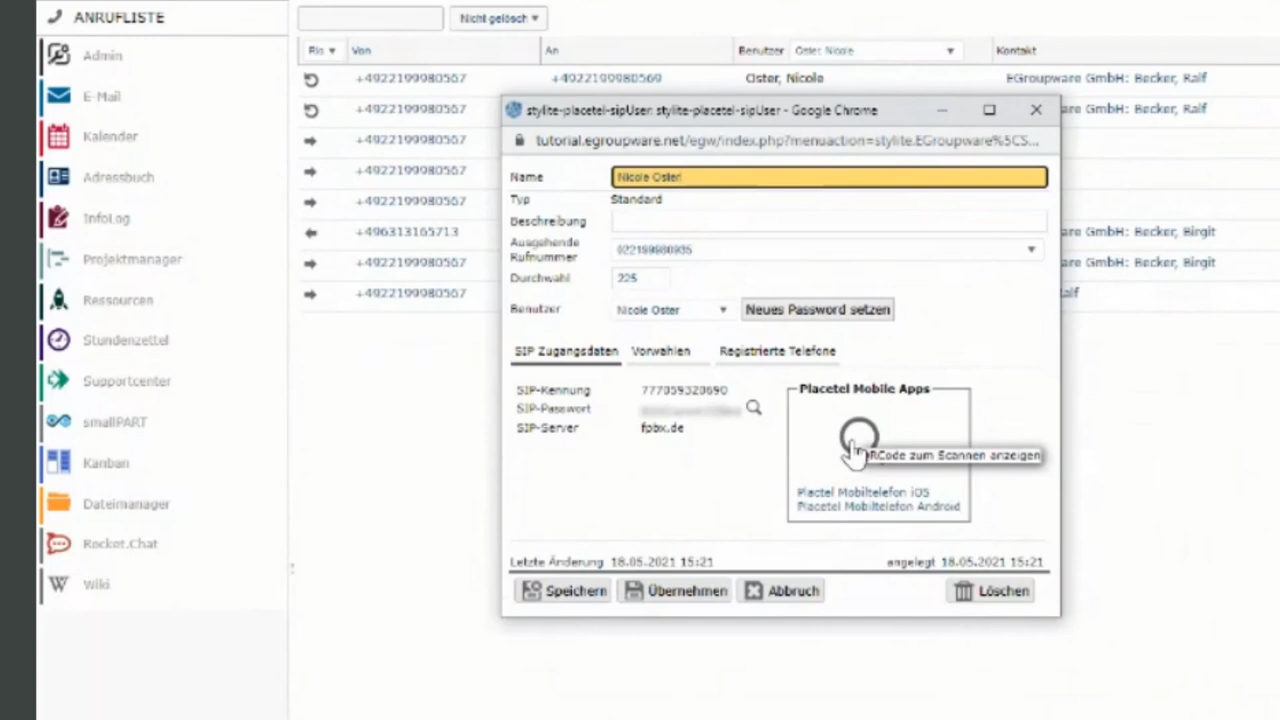 ANRUFLISTE
Nicht gelösch
Admin
E-Mail
Kalender
Adressbuch
InfoLog
Projektmanager
Ressourcen
Stundenzettel
Supportcenter
smallPART
Kanban
Dateimanager
Rocket.Chat
Wiki
Von An Benutzer Oster, Nicole Kontakt
+4922199980567 +4922199980569 Oster, Nicole EGroupware GmbH: Becker, Ralf
+4922199980567 are GmbH: Becker, Ralf
+4922199980567
+4922199980567
+4922199980567
+496313165713 are GmbH: Becker, Birgit
+4922199980567 are GmbH: Becker, Birgit
+4922199980567 alf
stylite-placetel-sipUser: stylite-placetel-sipUser - Google Chrome
tutorial.egroupware.net/egw/index.php?menuaction=stylite.EGroupware%5CS...
Name Nicole Oster
Typ Standard
Beschreibung
Ausgehende
Rufnummer 022199980935
Durchwahl 225
Benutzer Nicole Oster Neues Password setzen
SIP Zugangsdaten Vorwahlen Registrierte Telefone
SIP-Kennung 777059320690
SIP-Passwort
SIP-Server fpbx.de
Placetel Mobile Apps
RCode zum Scannen anzeigen
Plactel Mobiltelefon iOS
Placetel Mobiltelefon Android
Letzte Änderung 18.05.2021 15:21 angelegt 18.05.2021 15:21
Speichern Übernehmen Abbruch Löschen